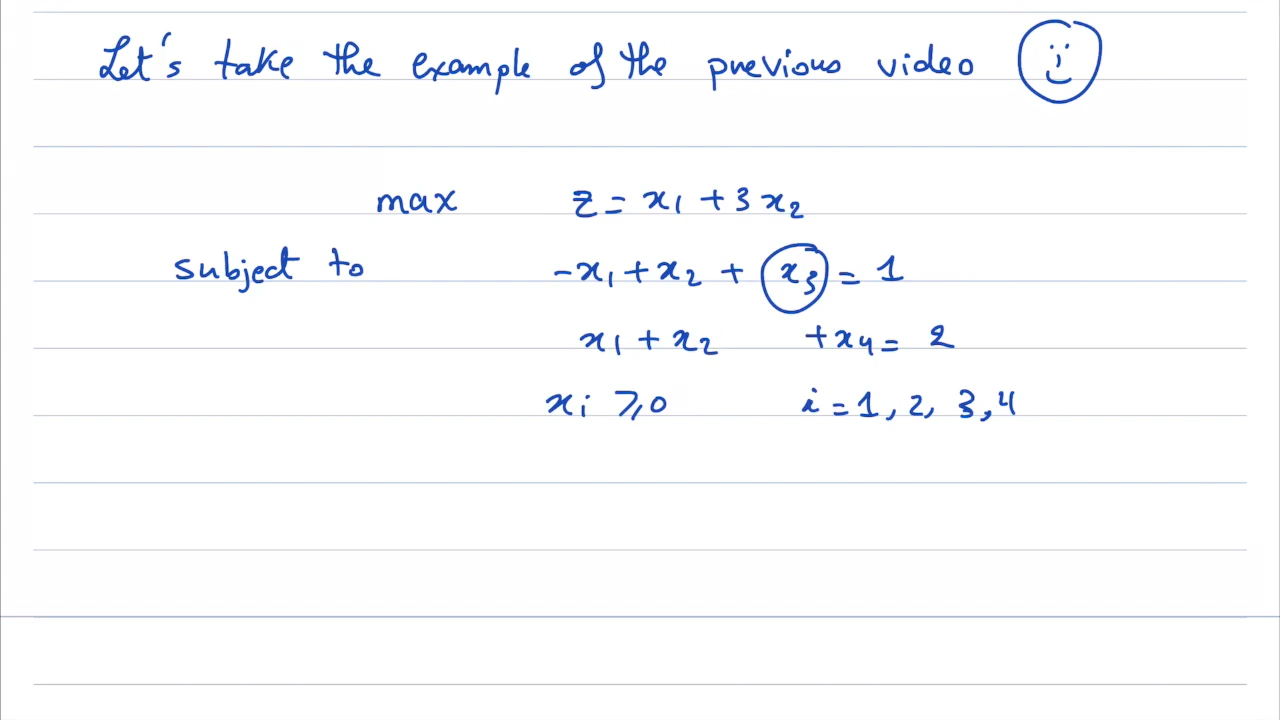 Let's take the example of the previous video
max z = x₁ + 3x₂
subject to -x₁ + x₂ + x₃ = 1
x₁ + x₂ + x₄ = 2
xᵢ ⩾ 0 i = 1, 2, 3, 4